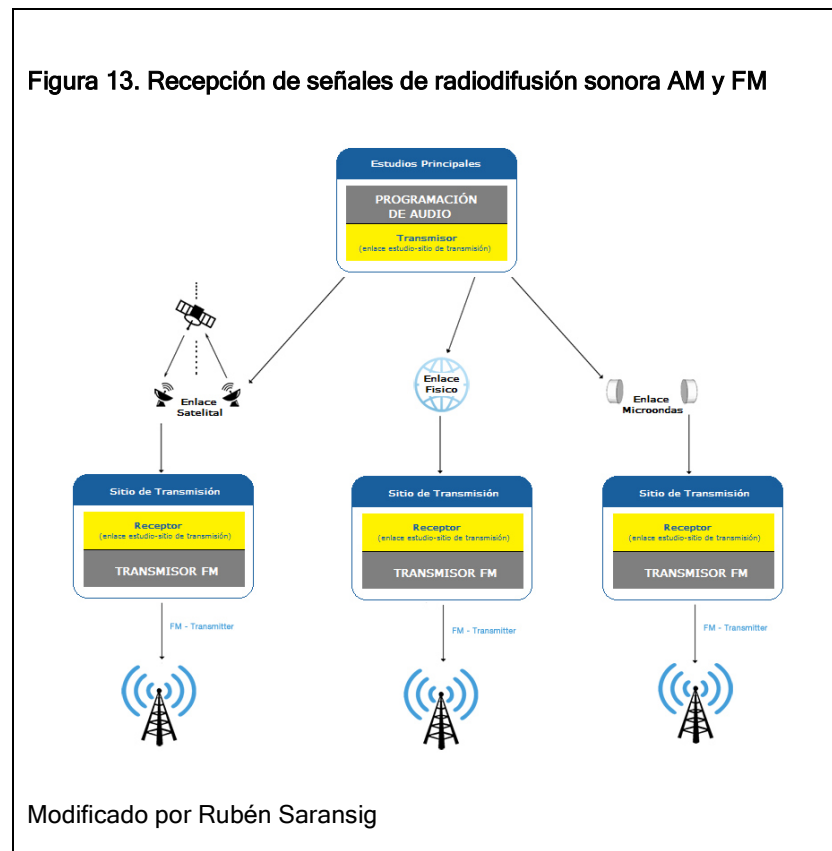 Figura 13. Recepción de señales de radiodifusión sonora AM y FM
Estudios Principales
PROGRAMACIÓN
DE AUDIO
Transmisor
(enlace estudio-sitio de transmisión)
Enlace
Satelital
Enlace
Fisico
Enlace
Microondas
Sitio de Transmisión
Receptor
(enlace estudio-sitio de transmisión)
TRANSMISOR FM
FM - Transmitter
Sitio de Transmisión
Receptor
(enlace estudio-sitio de transmisión)
TRANSMISOR FM
FM - Transmitter
Sitio de Transmisión
Receptor
(enlace estudio-sitio de transmisión)
TRANSMISOR FM
FM - Transmitter
Modificado por Rubén Saransig